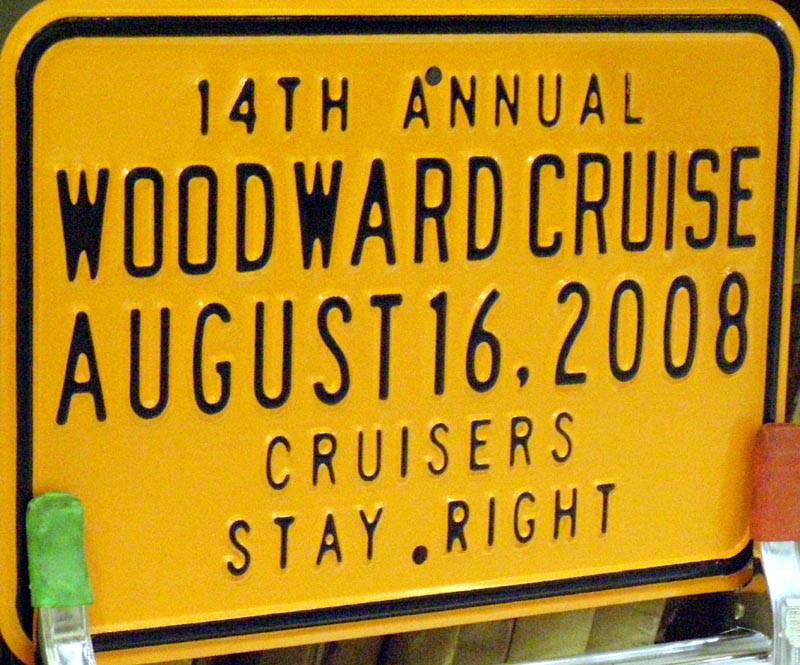 14TH ANNUAL
WOODWARD CRUISE
AUGUST 16, 2008
CRUISERS
STAY RIGHT